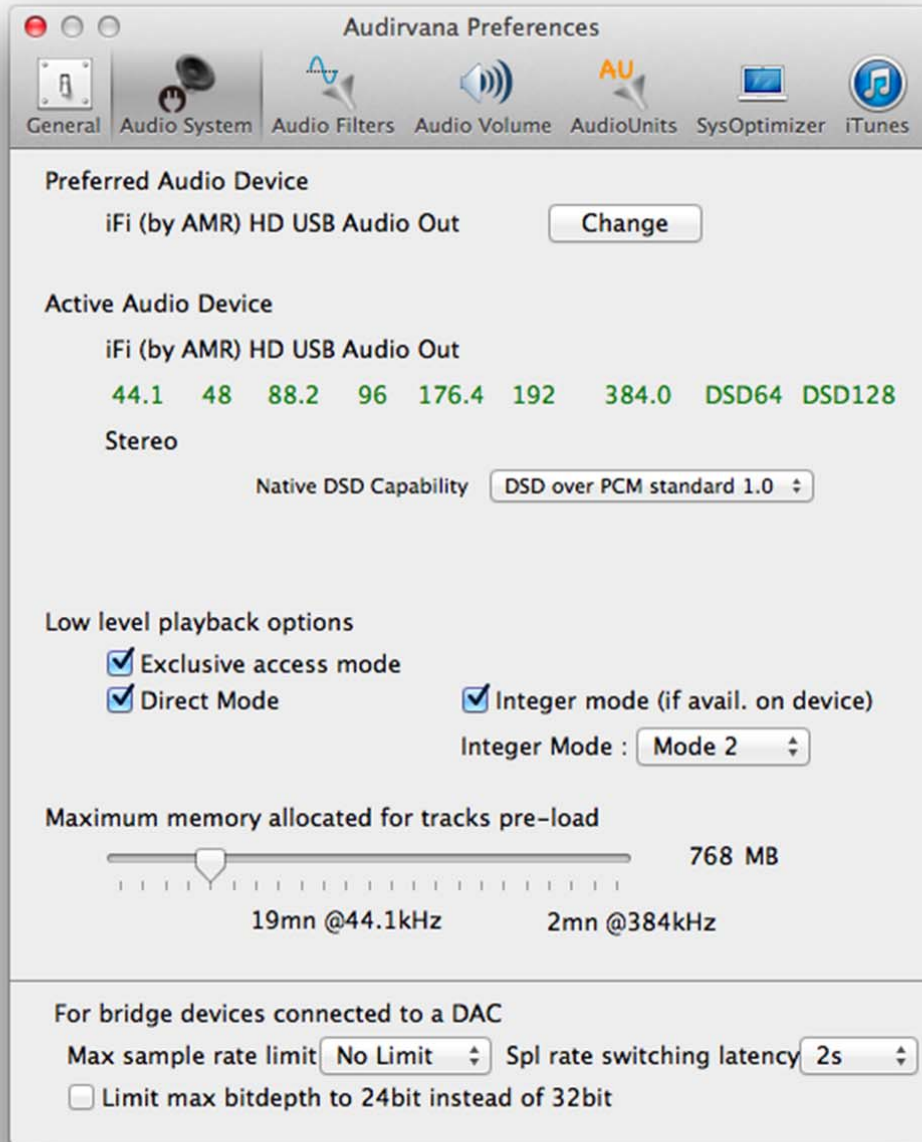 Audirvana Preferences
AU
General Audio System Audio Filters Audio Volume AudioUnits SysOptimizer iTunes
Preferred Audio Device
iFi (by AMR) HD USB Audio Out Change
Active Audio Device
iFi (by AMR) HD USB Audio Out
44.1 48 88.2 96 176.4 192 384.0 DSD64 DSD128
Stereo
Native DSD Capability DSD over PCM standard 1.0
Low level playback options
Exclusive access mode
Direct Mode Integer mode (if avail. on device)
Integer Mode : Mode 2
Maximum memory allocated for tracks pre-load
768 MB
19mn @44.1kHz 2mn @384kHz
For bridge devices connected to a DAC
Max sample rate limit No Limit Spl rate switching latency 2s
Limit max bitdepth to 24bit instead of 32bit